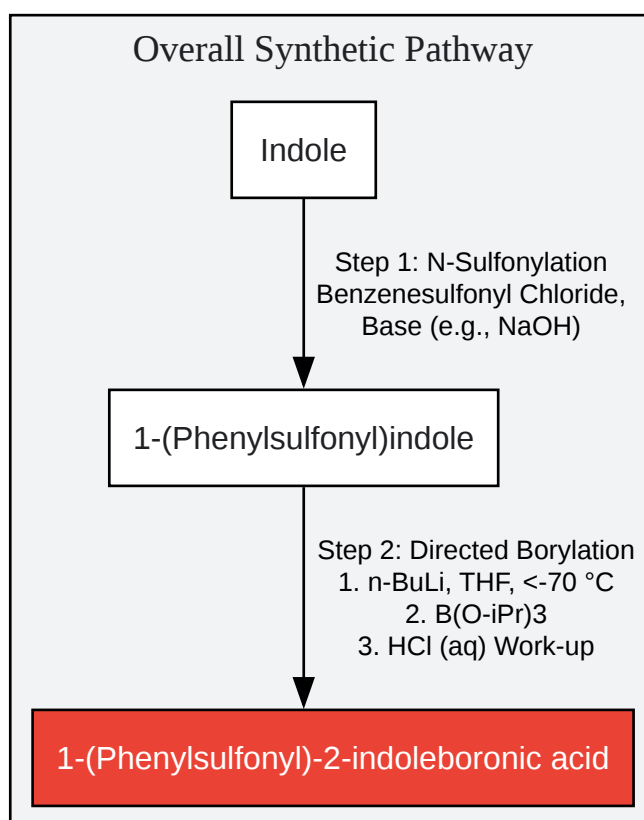 Overall Synthetic Pathway
Indole
Step 1: N-Sulfonylation
Benzenesulfonyl Chloride,
Base (e.g., NaOH)
1-(Phenylsulfonyl)indole
Step 2: Directed Borylation
1. n-BuLi, THF, <-70 °C
2. B(O-iPr)3
3. HCl (aq) Work-up
1-(Phenylsulfonyl)-2-indoleboronic acid